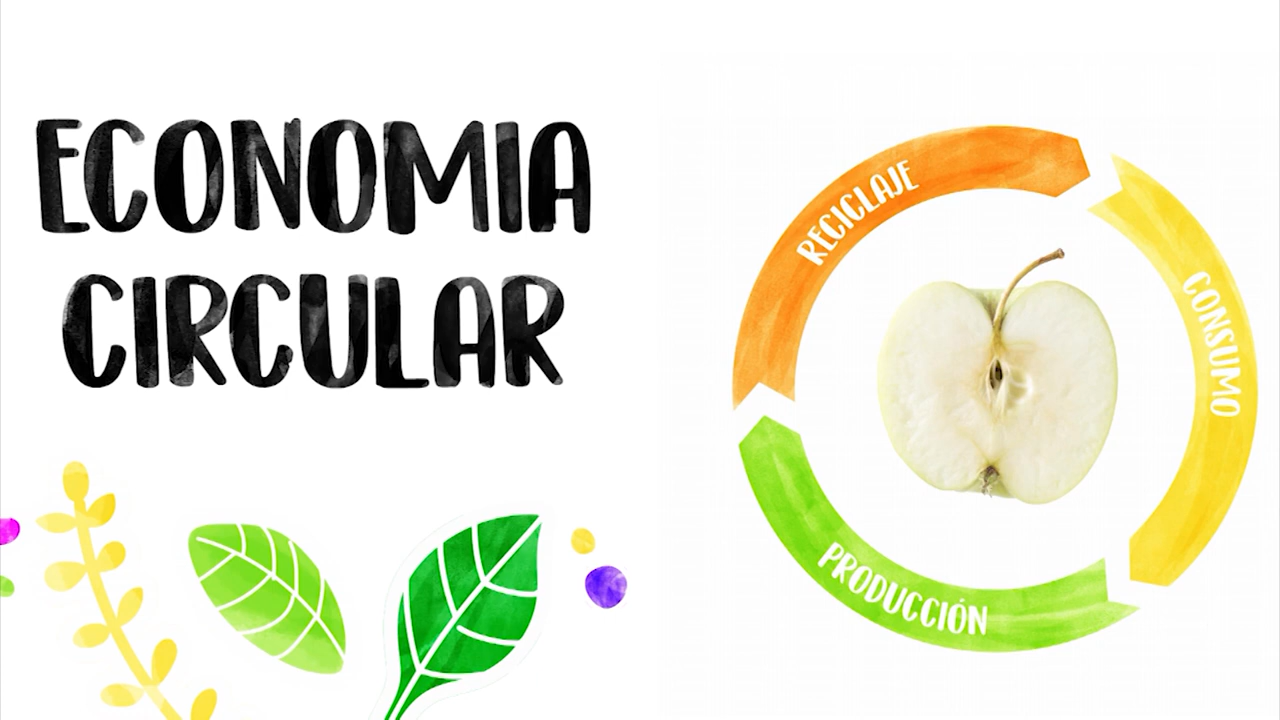 ECONOMIA
CIRCULAR
RECICLAJE
CONSUMO
PRODUCCIÓN